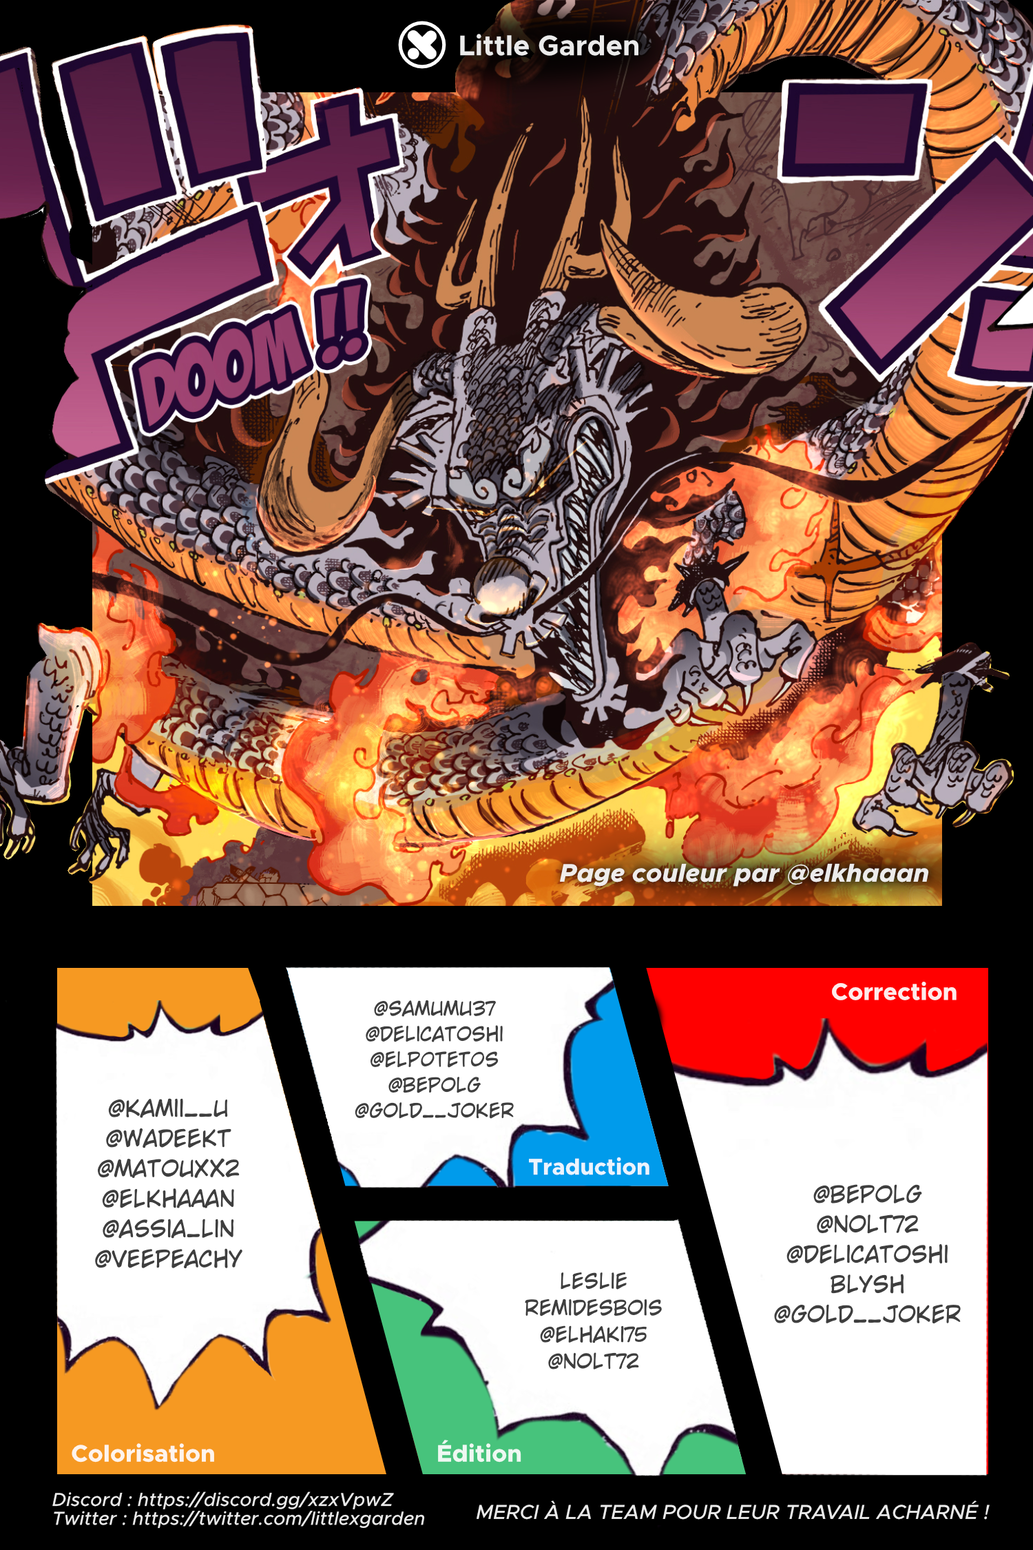 Little Garden
ドォ
ン
DOOM !!
Page couleur par @elkhaaan
@KAMII__U
@WADEEKT
@MATOUXX2
@ELKHAAAN
@ASSIA_LIN
@VEEPEACHY
Colorisation
@SAMUMU37
@DELICATOSHI
@ELPOTETOS
@BEPOLG
@GOLD__JOKER
Traduction
LESLIE
REMIDESBOIS
@ELHAKI75
@NOLT72
Édition
Correction
@BEPOLG
@NOLT72
@DELICATOSHI
BLYSH
@GOLD__JOKER
Discord : https://discord.gg/xzxVpwZ
Twitter : https://twitter.com/littlexgarden
MERCI À LA TEAM POUR LEUR TRAVAIL ACHARNÉ !